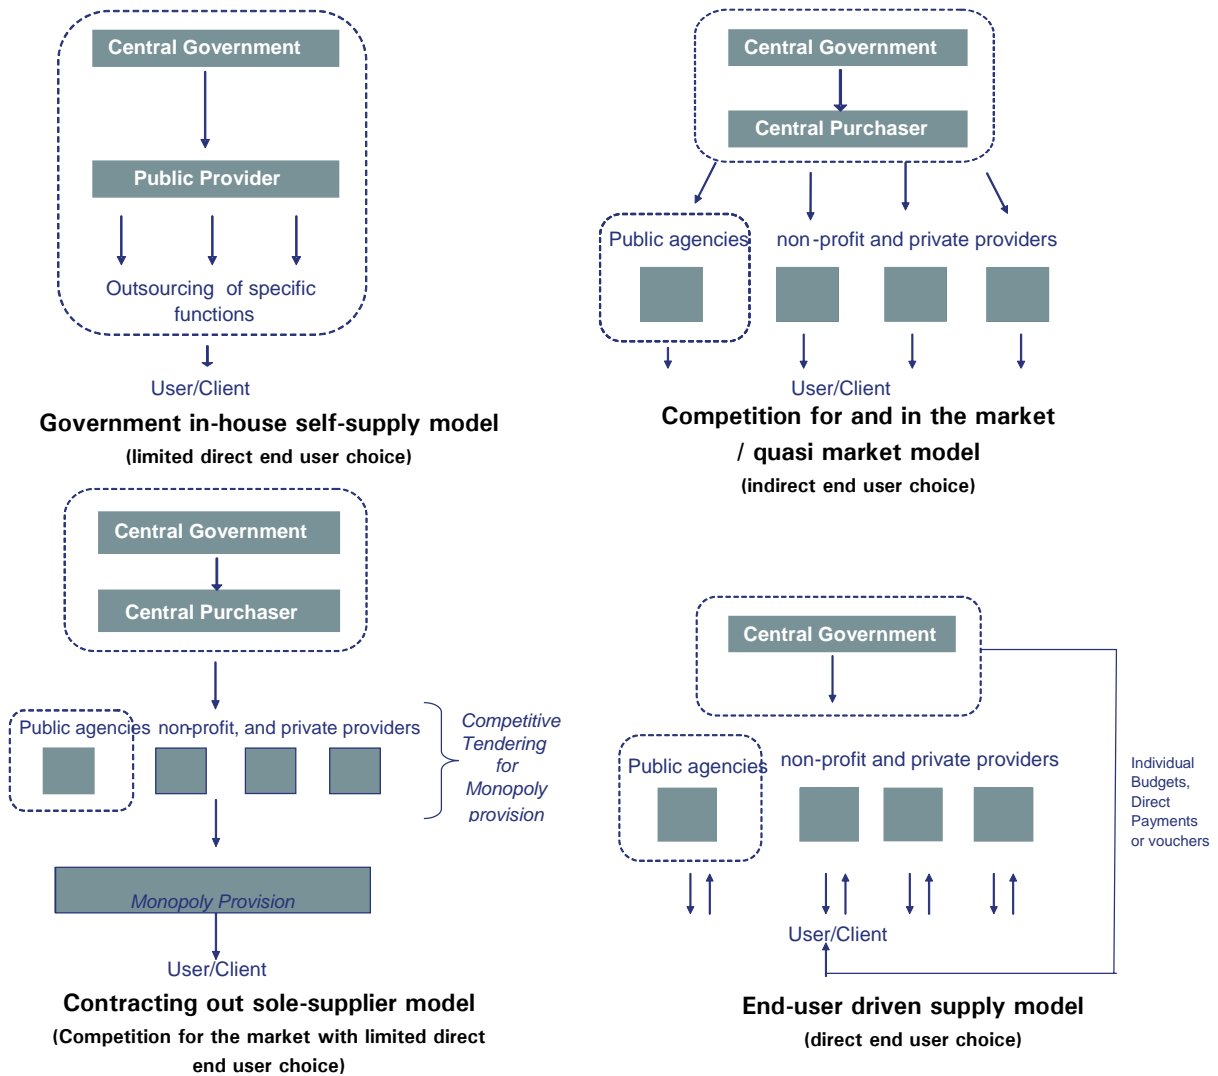 Central Government
Public Provider
Outsourcing of specific
functions
User/Client
Government in-house self-supply model
(limited direct end user choice)
Central Government
Central Purchaser
Public agencies
non-profit and private providers
User/Client
Competition for and in the market
/ quasi market model
(indirect end user choice)
Central Government
Central Purchaser
Public agencies
non-profit, and private providers
Competitive
Tendering
for
Monopoly
provision
Monopoly Provision
User/Client
Contracting out sole-supplier model
(Competition for the market with limited direct
end user choice)
Central Government
Public agencies
non-profit and private providers
Individual
Budgets,
Direct
Payments
or vouchers
User/Client
End-user driven supply model
(direct end user choice)